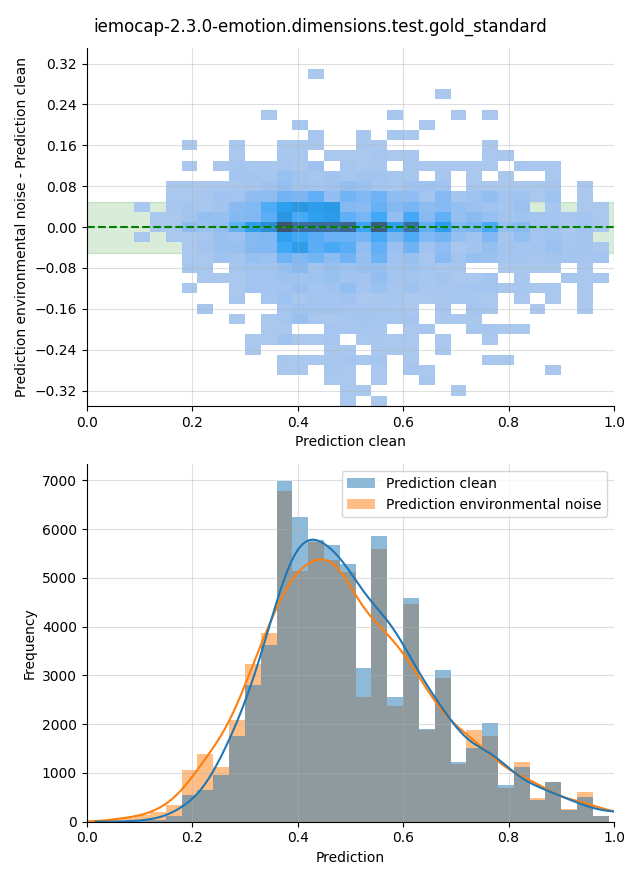 iemocap-2.3.0-emotion.dimensions.test.gold_standard
Prediction environmental noise - Prediction clean
0.32
0.24
0.16
0.08
0.00
−0.08
−0.16
−0.24
−0.32
0.0 0.2 0.4 0.6 0.8 1.0
Prediction clean
Frequency
7000
6000
5000
4000
3000
2000
1000
0
Prediction clean
Prediction environmental noise
0.0 0.2 0.4 0.6 0.8 1.0
Prediction